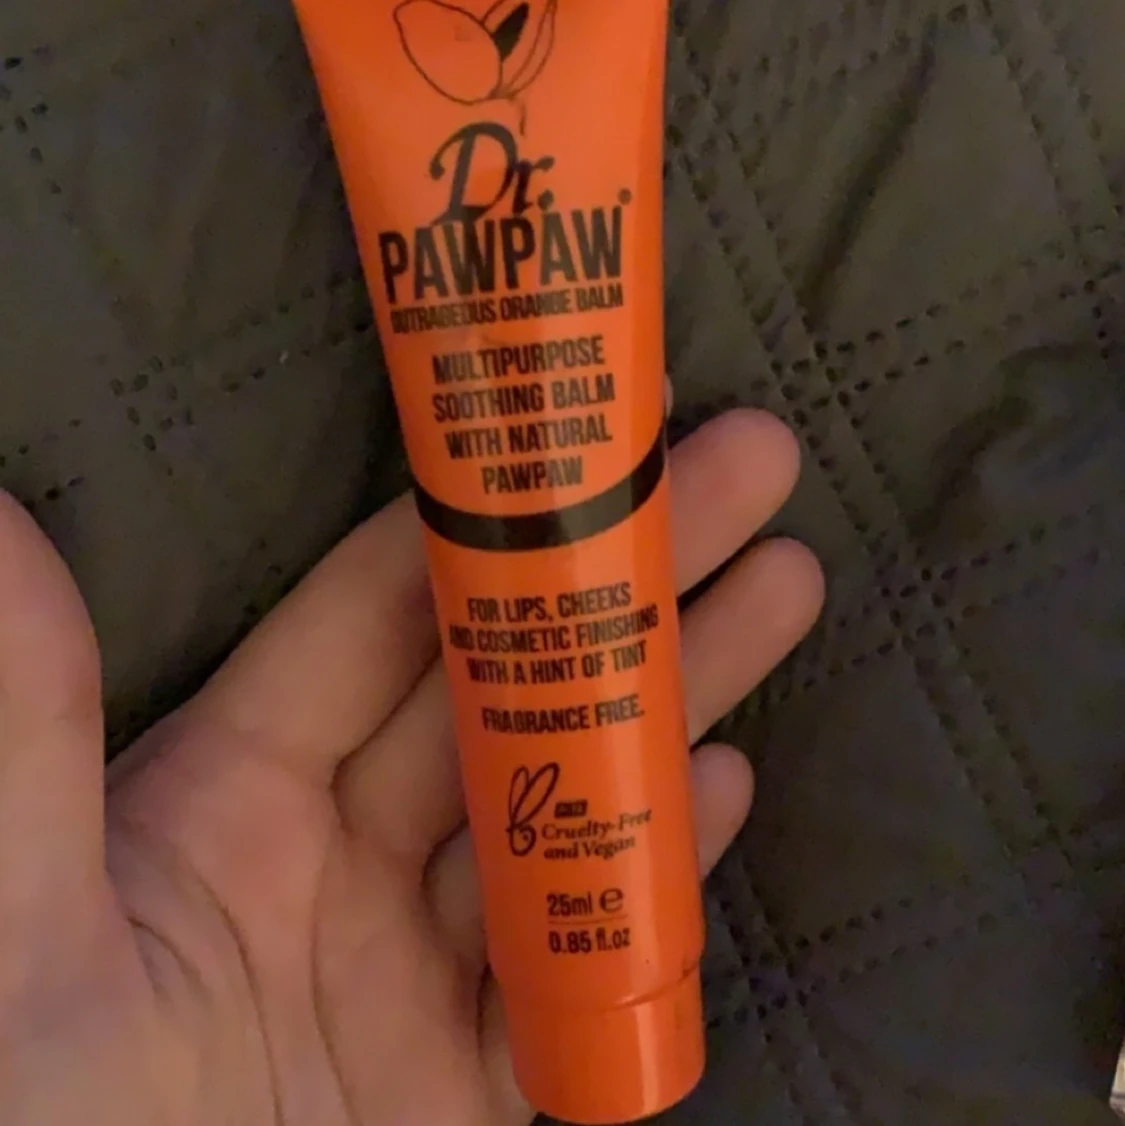 Dr.
PAWPAW
OUTRAGEOUS ORANGE BALM
MULTIPURPOSE
SOOTHING BALM
WITH NATURAL
PAWPAW
FOR LIPS, CHEEKS
AND COSMETIC FINISHING
WITH A HINT OF TINT
FRAGRANCE FREE.
PETA
Cruelty-Free
and Vegan
25ml e
0.85 fl.oz